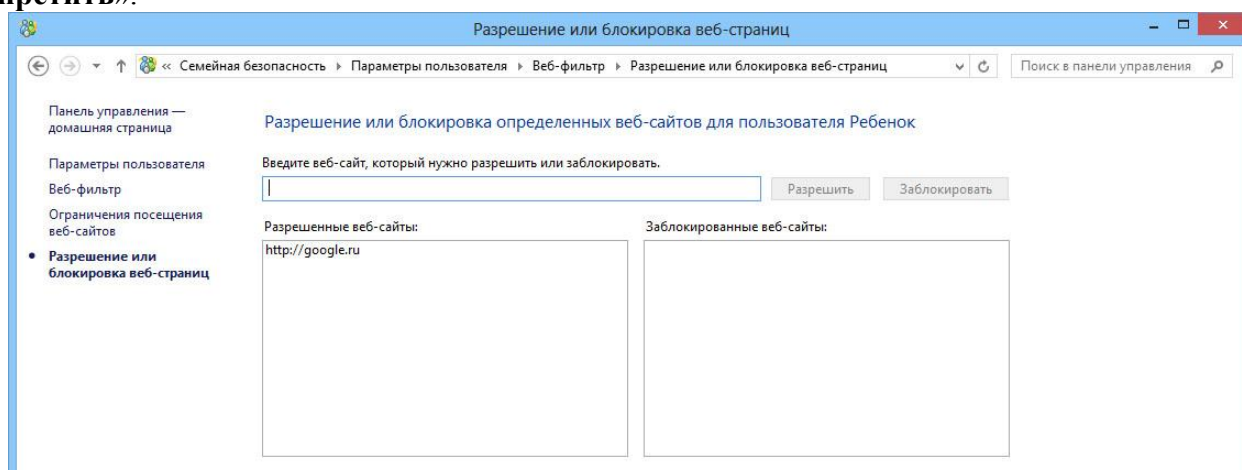 претить».
Разрешение или блокировка веб-страниц
« Семейная безопасность ▸ Параметры пользователя ▸ Веб-фильтр ▸ Разрешение или блокировка веб-страниц
Поиск в панели управления
Панель управления —
домашняя страница
Параметры пользователя
Веб-фильтр
Ограничения посещения
веб-сайтов
• Разрешение или
блокировка веб-страниц
Разрешение или блокировка определенных веб-сайтов для пользователя Ребенок
Введите веб-сайт, который нужно разрешить или заблокировать.
Разрешить Заблокировать
Разрешенные веб-сайты: Заблокированные веб-сайты:
http://google.ru